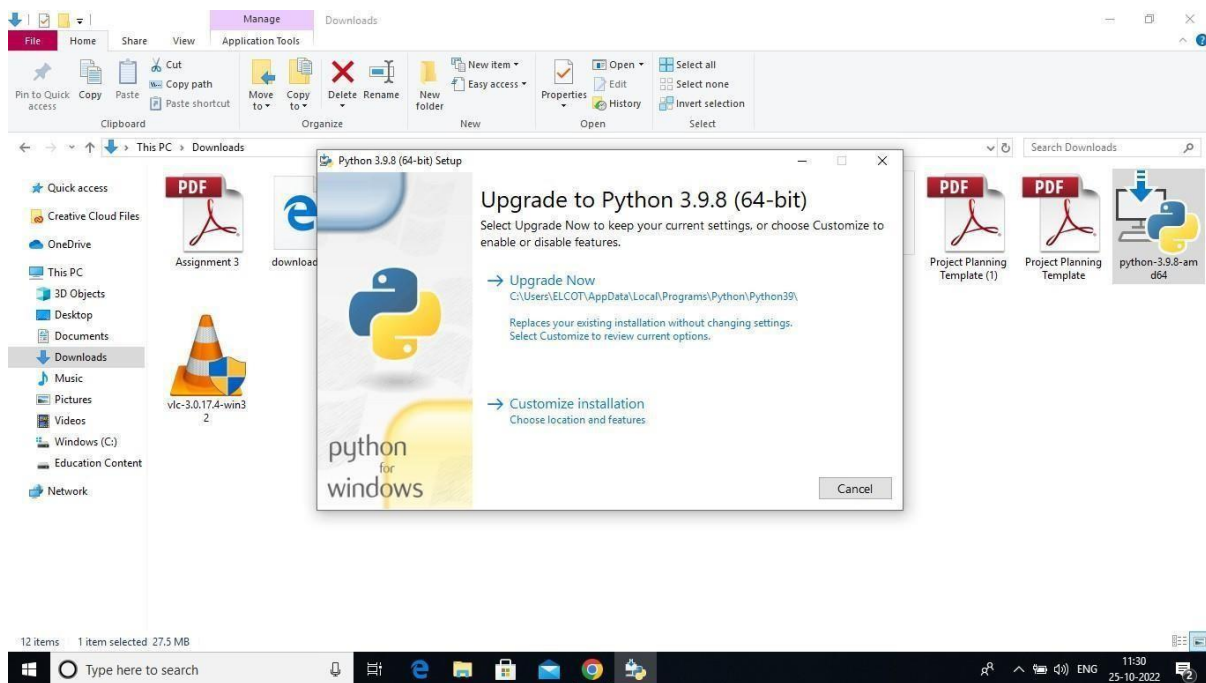 Manage
Downloads
File
Home
Share
View
Application Tools
Pin to Quick access
Copy
Paste
Cut
Copy path
Paste shortcut
Clipboard
Move to
Copy to
Delete
Rename
Organize
New folder
New item
Easy access
New
Properties
Open
Edit
History
Open
Select all
Select none
Invert selection
Select
This PC > Downloads
Search Downloads
Quick access
Creative Cloud Files
OneDrive
This PC
3D Objects
Desktop
Documents
Downloads
Music
Pictures
Videos
Windows (C:)
Education Content
Network
PDF
Assignment 3
download
vlc-3.0.17.4-win3
2
Python 3.9.8 (64-bit) Setup
Upgrade to Python 3.9.8 (64-bit)
Select Upgrade Now to keep your current settings, or choose Customize to
enable or disable features.
Upgrade Now
C:\Users\ELCOT\AppData\Local\Programs\Python\Python39\
Replaces your existing installation without changing settings.
Select Customize to review current options.
Customize installation
Choose location and features
python
for
windows
Cancel
PDF
Project Planning
Template (1)
PDF
Project Planning
Template
python-3.9.8-am
d64
12 items
1 item selected 27.5 MB
Type here to search
ENG
11:30
25-10-2022
2